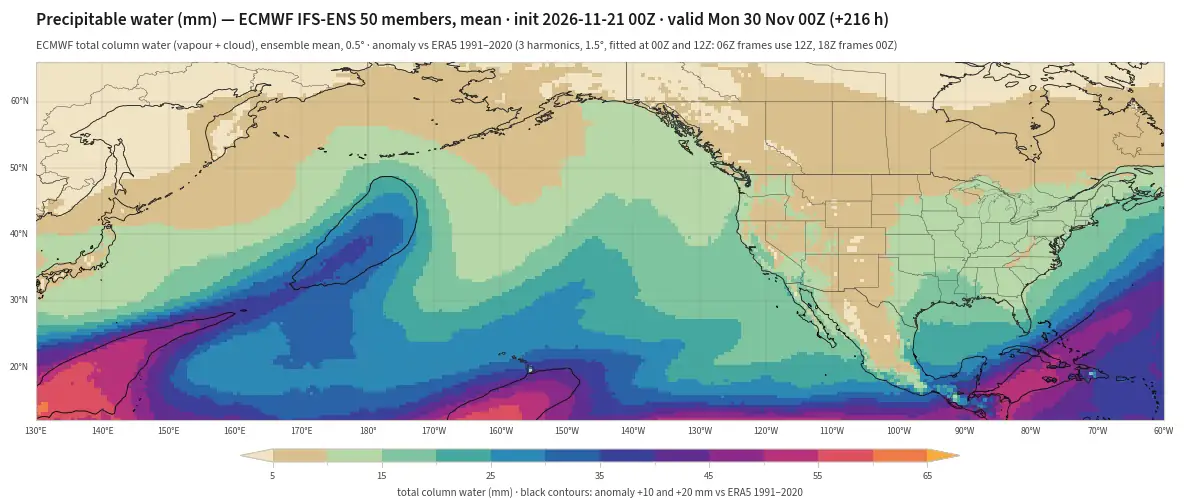 Precipitable water (mm) — ECMWF IFS-ENS 50 members, mean · init 2026-11-21 00Z · valid Mon 30 Nov 00Z (+216 h)
ECMWF total column water (vapour + cloud), ensemble mean, 0.5° · anomaly vs ERA5 1991–2020 (3 harmonics, 1.5°, fitted at 00Z and 12Z: 06Z frames use 12Z, 18Z frames 00Z)
60°N
50°N
40°N
30°N
20°N
130°E 140°E 150°E 160°E 170°E 180° 170°W 160°W 150°W 140°W 130°W 120°W 110°W 100°W 90°W 80°W 70°W 60°W
5 15 25 35 45 55 65
total column water (mm) · black contours: anomaly +10 and +20 mm vs ERA5 1991–2020